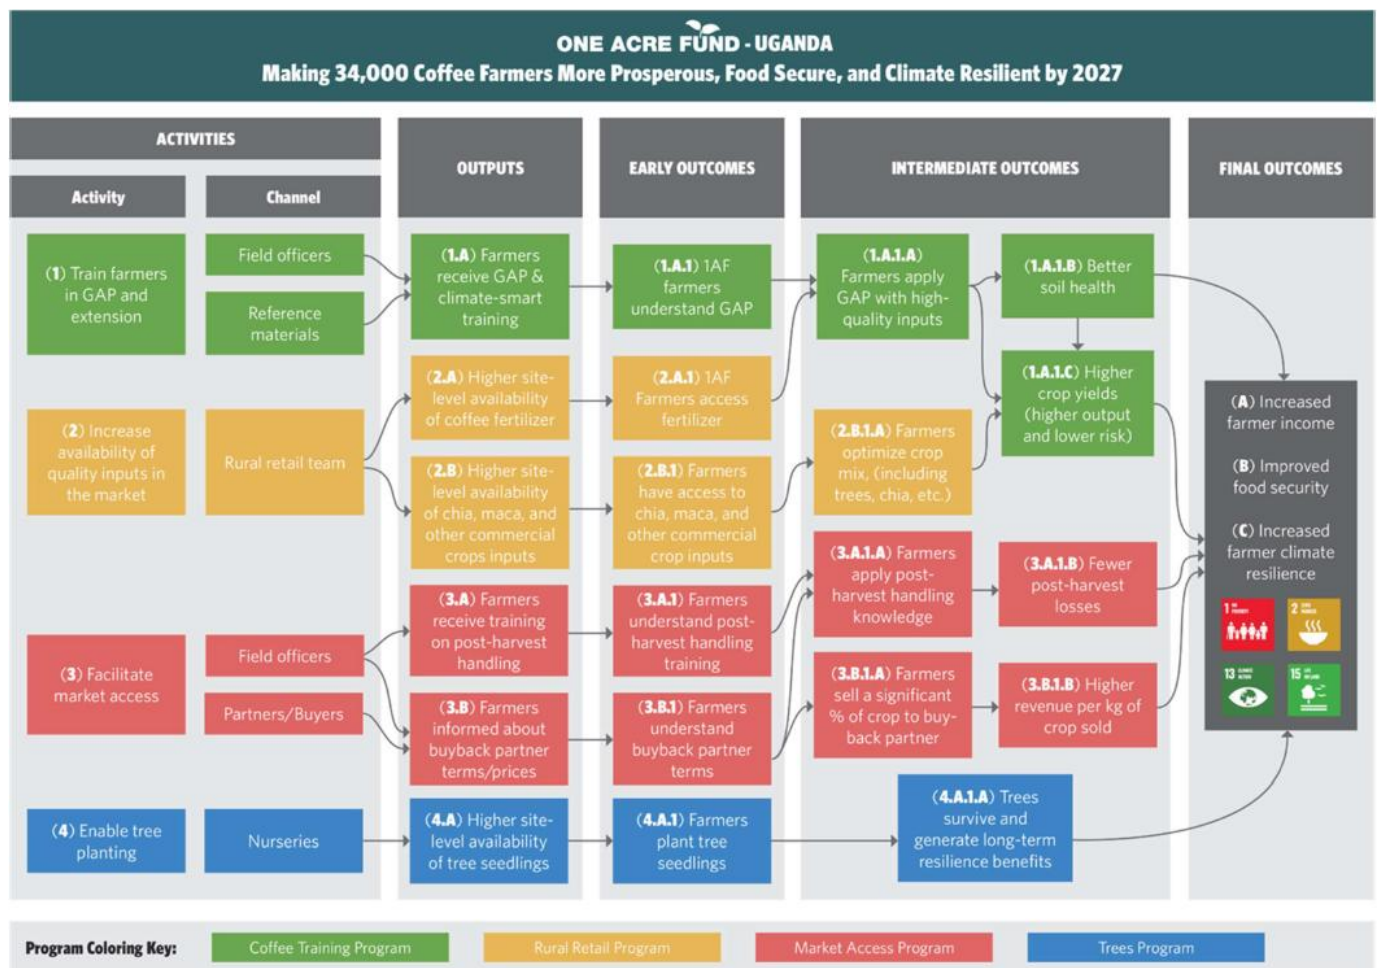 ONE ACRE FUND - UGANDA
Making 34,000 Coffee Farmers More Prosperous, Food Secure, and Climate Resilient by 2027
ACTIVITIES
Activity
Channel
OUTPUTS
EARLY OUTCOMES
INTERMEDIATE OUTCOMES
FINAL OUTCOMES
(1) Train farmers
in GAP and
extension
Field officers
Reference
materials
(1.A) Farmers
receive GAP &
climate-smart
training
(1.A.1) 1AF
farmers
understand GAP
(1.A.1.A)
Farmers apply
GAP with high-
quality inputs
(1.A.1.B) Better
soil health
(1.A.1.C) Higher
crop yields
(higher output
and lower risk)
(2) Increase
availability of
quality inputs in
the market
Rural retail team
(2.A) Higher site-
level availability
of coffee fertilizer
(2.A.1) 1AF
Farmers access
fertilizer
(2.B) Higher site-
level availability
of chia, maca, and
other commercial
crops inputs
(2.B.1) Farmers
have access to
chia, maca, and
other commercial
crop inputs
(2.B.1.A) Farmers
optimize crop
mix, (including
trees, chia, etc.)
(3) Facilitate
market access
Field officers
Partners/Buyers
(3.A) Farmers
receive training
on post-harvest
handling
(3.A.1) Farmers
understand post-
harvest handling
training
(3.A.1.A) Farmers
apply post-
harvest handling
knowledge
(3.A.1.B) Fewer
post-harvest
losses
(3.B) Farmers
informed about
buyback partner
terms/prices
(3.B.1) Farmers
understand
buyback partner
terms
(3.B.1.A) Farmers
sell a significant
% of crop to buy-
back partner
(3.B.1.B) Higher
revenue per kg of
crop sold
(4) Enable tree
planting
Nurseries
(4.A) Higher site-
level availability
of tree seedlings
(4.A.1) Farmers
plant tree
seedlings
(4.A.1.A) Trees
survive and
generate long-term
resilience benefits
(A) Increased
farmer income
(B) Improved
food security
(C) Increased
farmer climate
resilience
1
2
13
15
Program Coloring Key:
Coffee Training Program
Rural Retail Program
Market Access Program
Trees Program